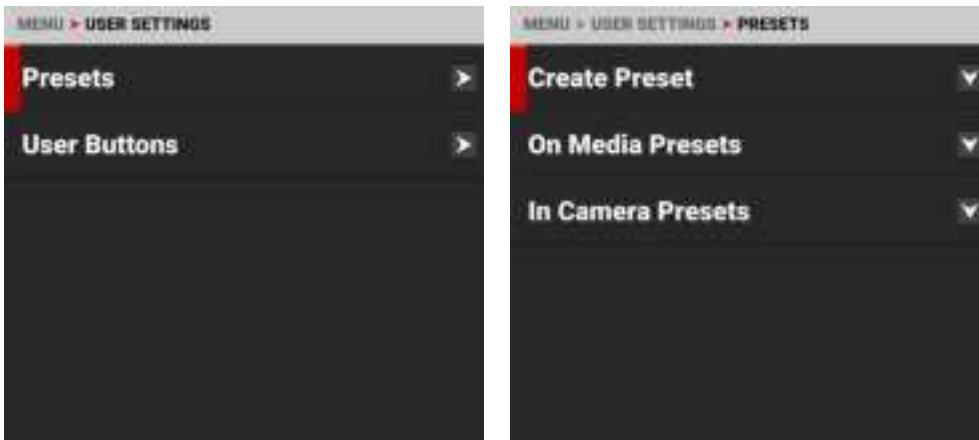 MENU > USER SETTINGS
Presets
User Buttons
MENU > USER SETTINGS > PRESETS
Create Preset
On Media Presets
In Camera Presets